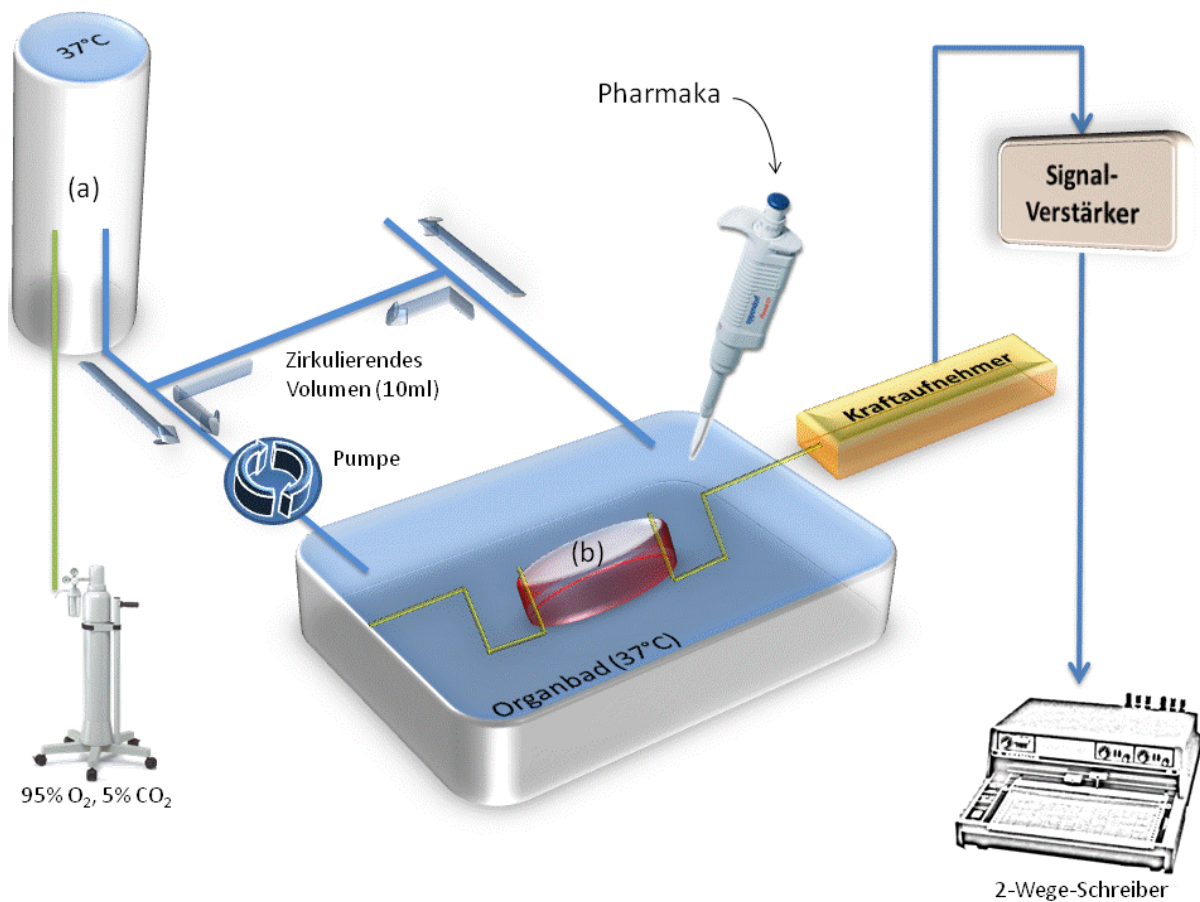 37°C
Pharmaka
(a)
Signal-
Verstärker
Zirkulierendes
Volumen (10ml)
Kraftaufnehmer
Pumpe
(b)
Organbad (37°C)
95% O₂, 5% CO₂
2-Wege-Schreiber